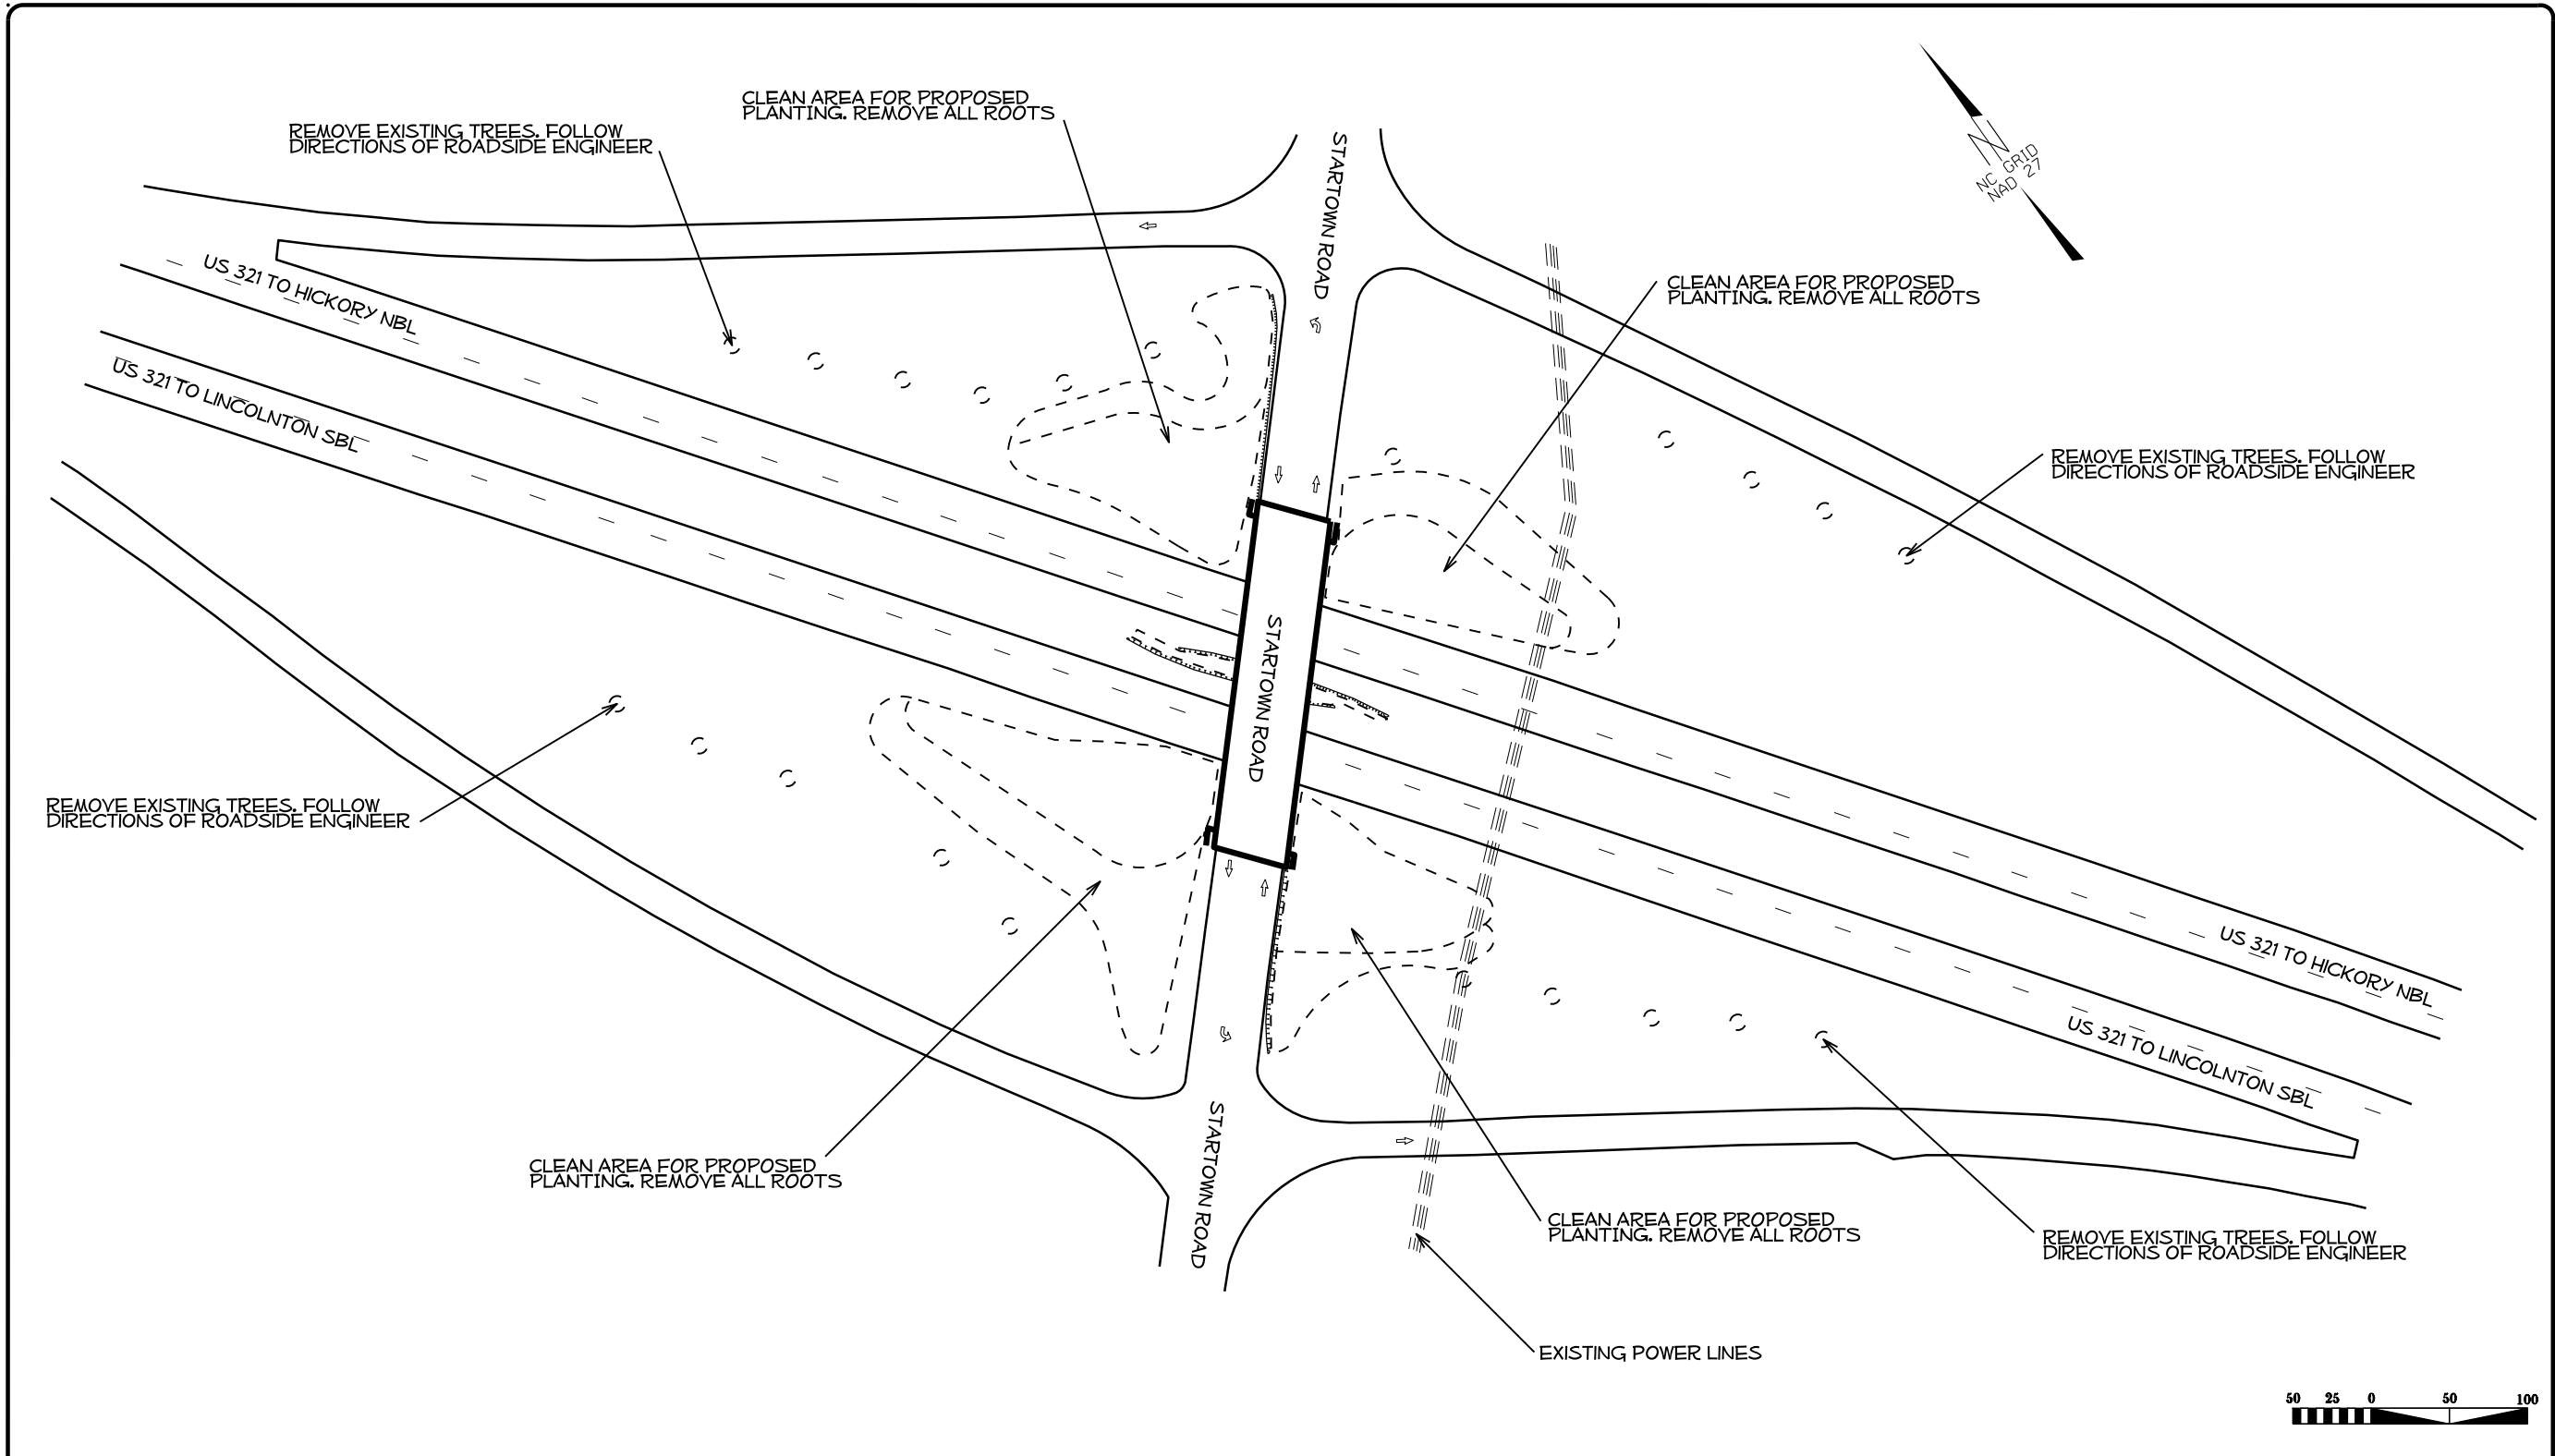 CLEAN AREA FOR PROPOSED
PLANTING. REMOVE ALL ROOTS
REMOVE EXISTING TREES. FOLLOW
DIRECTIONS OF ROADSIDE ENGINEER
STARTOWN ROAD
N
NC GRID
NAD 27
US 321 TO HICKORY NBL
CLEAN AREA FOR PROPOSED
PLANTING. REMOVE ALL ROOTS
US 321 TO LINCOLNTON SBL
REMOVE EXISTING TREES. FOLLOW
DIRECTIONS OF ROADSIDE ENGINEER
STARTOWN ROAD
REMOVE EXISTING TREES. FOLLOW
DIRECTIONS OF ROADSIDE ENGINEER
US 321 TO HICKORY NBL
US 321 TO LINCOLNTON SBL
STARTOWN ROAD
CLEAN AREA FOR PROPOSED
PLANTING. REMOVE ALL ROOTS
CLEAN AREA FOR PROPOSED
PLANTING. REMOVE ALL ROOTS
REMOVE EXISTING TREES. FOLLOW
DIRECTIONS OF ROADSIDE ENGINEER
EXISTING POWER LINES
50 25 0 50 100